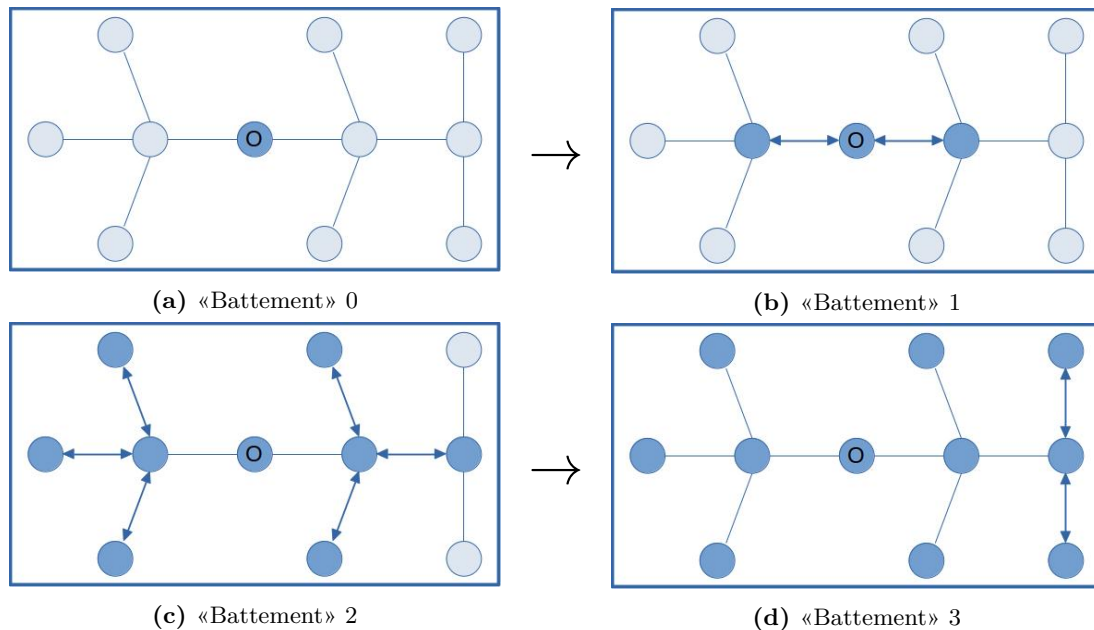 O
O
(a) «Battement» 0
(b) «Battement» 1
O
O
(c) «Battement» 2
(d) «Battement» 3